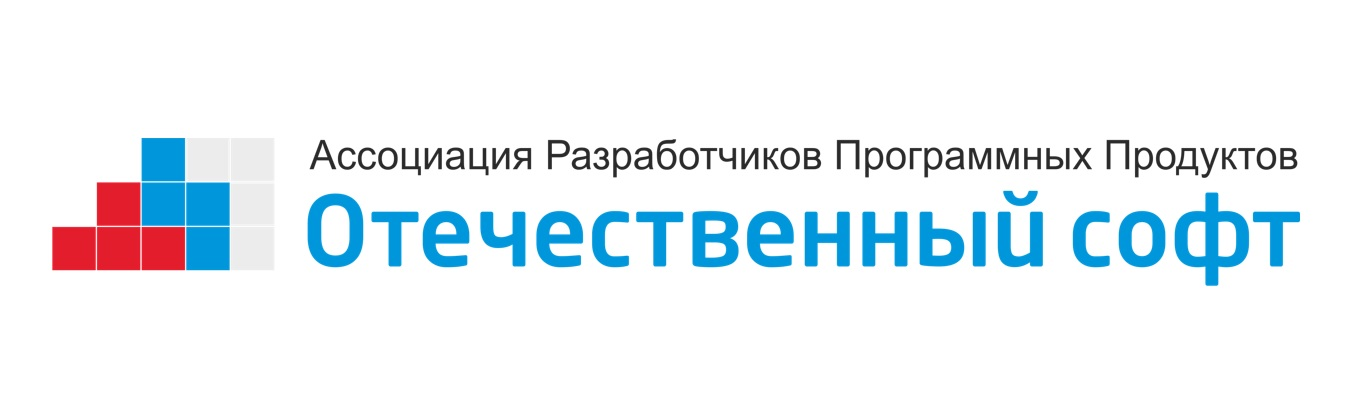 Ассоциация Разработчиков Программных Продуктов
Отечественный софт